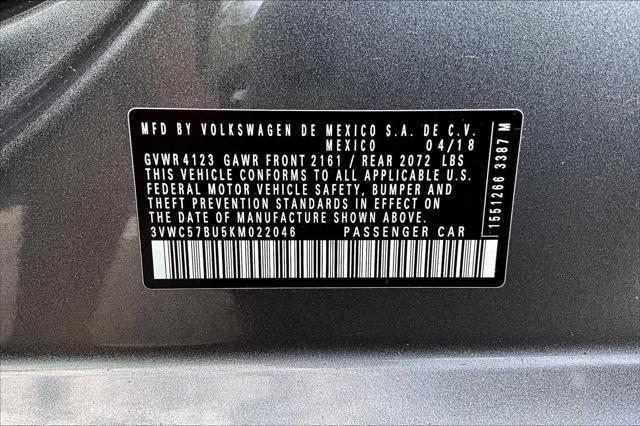 MFD BY VOLKSWAGEN DE MEXICO S.A. DE C.V.
MEXICO 04/18
GVWR 4123 GAWR FRONT 2161 / REAR 2072 LBS
THIS VEHICLE CONFORMS TO ALL APPLICABLE U.S.
FEDERAL MOTOR VEHICLE SAFETY, BUMPER AND
THEFT PREVENTION STANDARDS IN EFFECT ON
THE DATE OF MANUFACTURE SHOWN ABOVE.
3VWC57BU5KM022046 PASSENGER CAR
1551266 3387 M